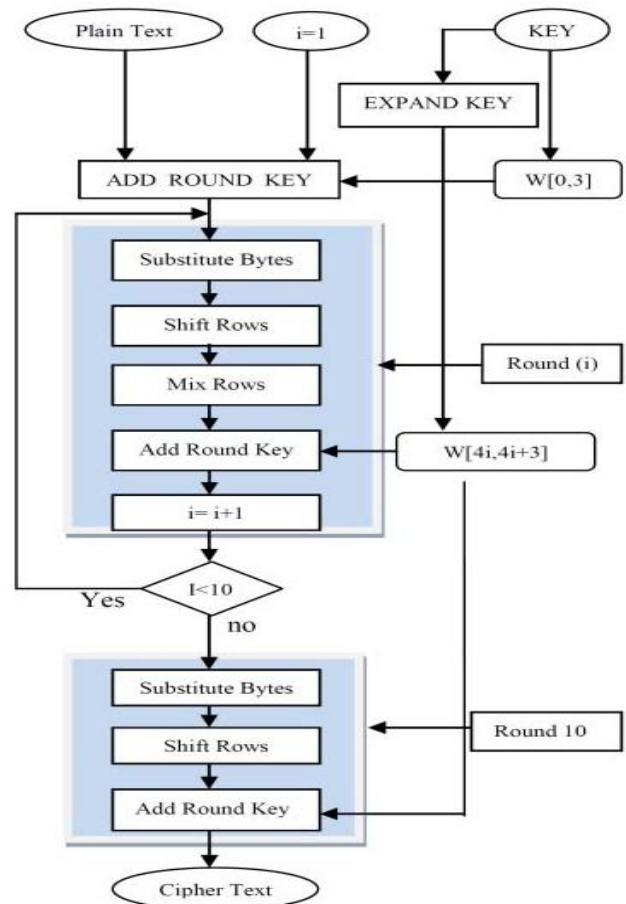 Plain Text
i=1
KEY
EXPAND KEY
ADD ROUND KEY
W[0,3]
Substitute Bytes
Shift Rows
Mix Rows
Round (i)
Add Round Key
W[4i,4i+3]
i= i+1
I<10
Yes
no
Substitute Bytes
Shift Rows
Round 10
Add Round Key
Cipher Text